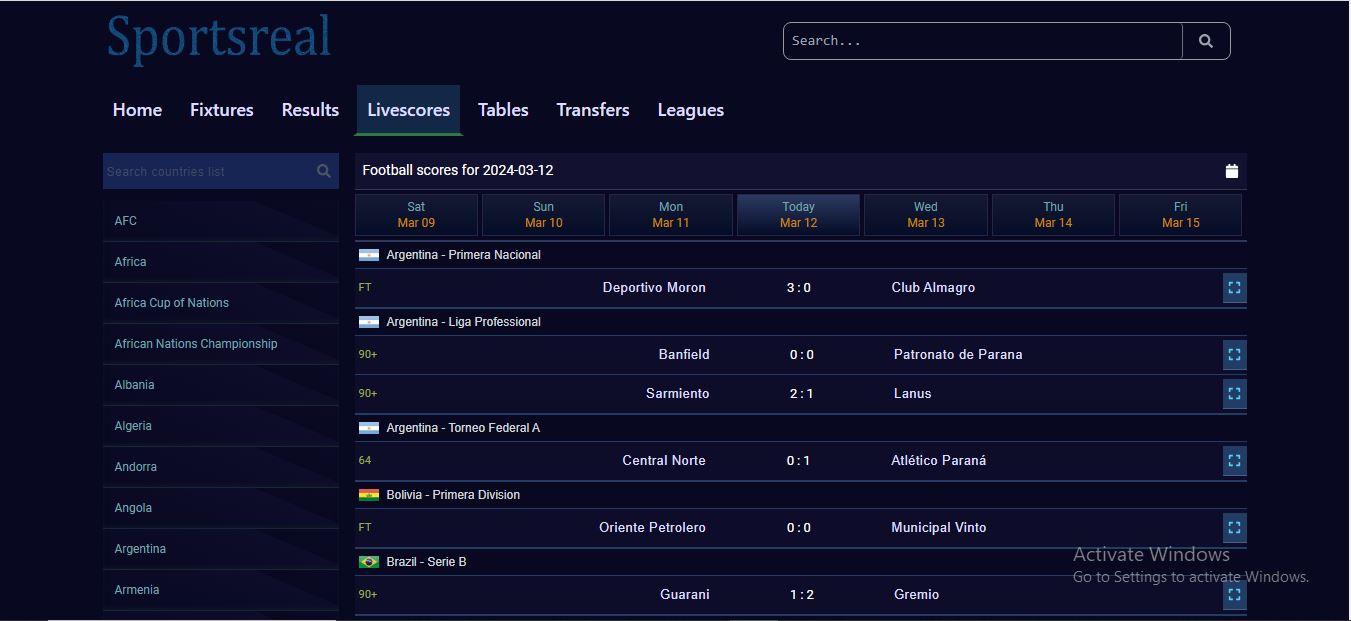 Sportsreal
Search...
Home Fixtures Results Livescores Tables Transfers Leagues
Search countries list
AFC
Africa
Africa Cup of Nations
African Nations Championship
Albania
Algeria
Andorra
Angola
Argentina
Armenia
Football scores for 2024-03-12
Sat Sun Mon Today Wed Thu Fri
Mar 09 Mar 10 Mar 11 Mar 12 Mar 13 Mar 14 Mar 15
Argentina - Primera Nacional
FT Deportivo Moron 3 : 0 Club Almagro
Argentina - Liga Professional
90+ Banfield 0 : 0 Patronato de Parana
90+ Sarmiento 2 : 1 Lanus
Argentina - Torneo Federal A
64 Central Norte 0 : 1 Atlético Paraná
Bolivia - Primera Division
FT Oriente Petrolero 0 : 0 Municipal Vinto
Brazil - Serie B
90+ Guarani 1 : 2 Gremio
Activate Windows
Go to Settings to activate Windows.